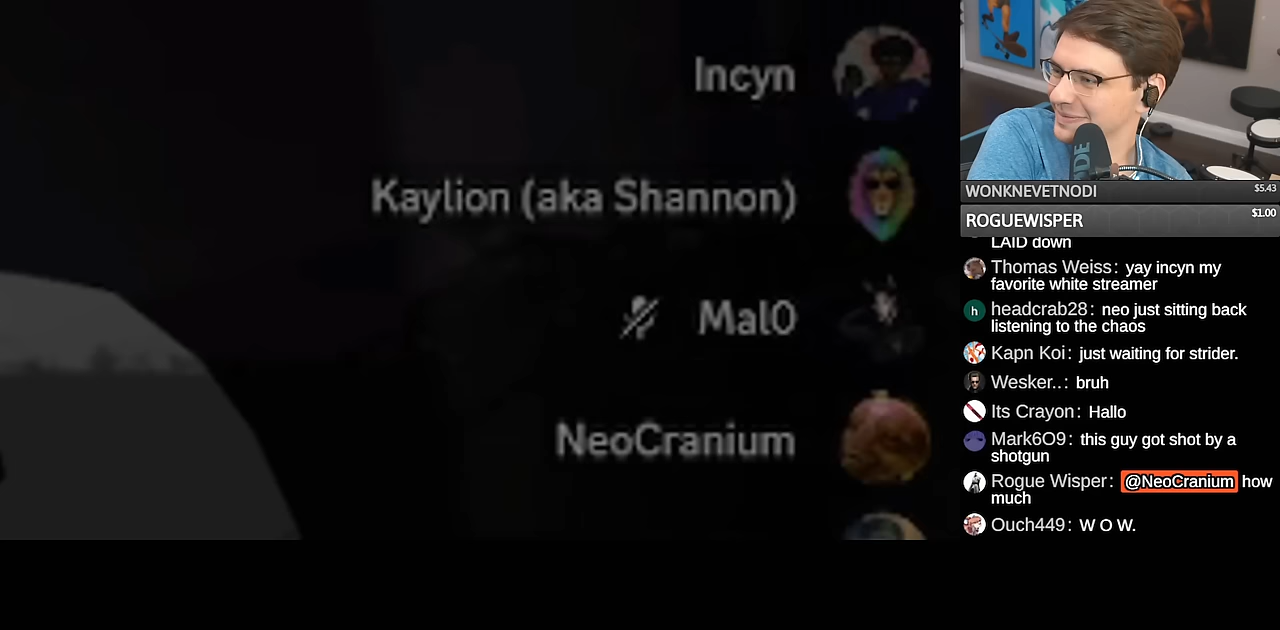 Incyn
Kaylion (aka Shannon)
Mal0
NeoCranium
DE
WONKNEVETNODI $5.43
ROGUEWISPER $1.00
LAID down
Thomas Weiss: yay incyn my
favorite white streamer
h headcrab28: neo just sitting back
listening to the chaos
Kapn Koi: just waiting for strider.
Wesker..: bruh
Its Crayon: Hallo
Mark6O9: this guy got shot by a
shotgun
Rogue Wisper: @NeoCranium how
much
Ouch449: W O W.